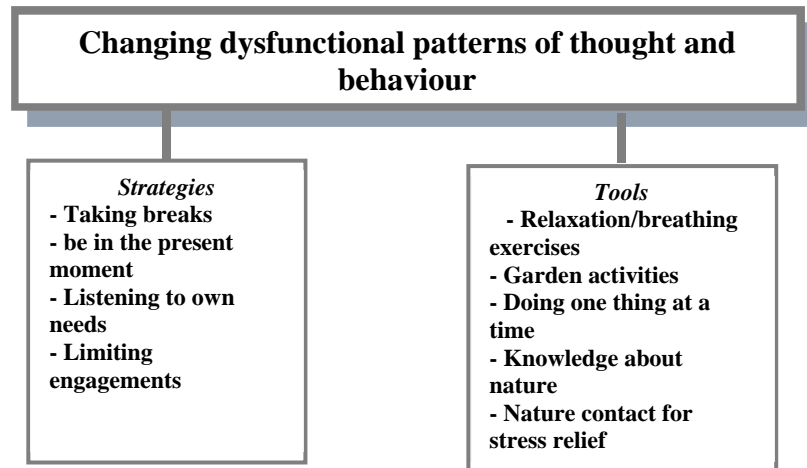 Changing dysfunctional patterns of thought and
behaviour
Strategies
- Taking breaks
- be in the present
moment
- Listening to own
needs
- Limiting
engagements
Tools
- Relaxation/breathing
exercises
- Garden activities
- Doing one thing at a
time
- Knowledge about
nature
- Nature contact for
stress relief